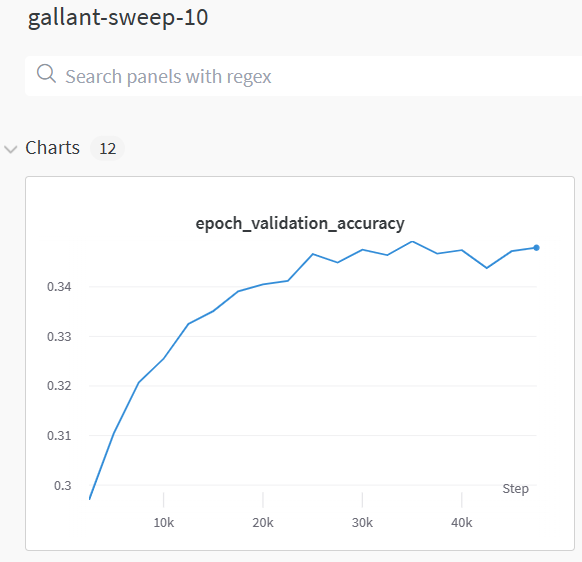 gallant-sweep-10
Search panels with regex
Charts 12
epoch_validation_accuracy
0.34
0.33
0.32
0.31
0.3
Step
10k 20k 30k 40k